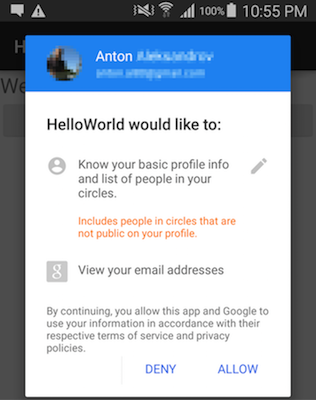 100% 10:55 PM
H
We
Anton
HelloWorld would like to:
Know your basic profile info
and list of people in your
circles.
Includes people in circles that are
not public on your profile.
g
View your email addresses
By continuing, you allow this app and Google to
use your information in accordance with their
respective terms of service and privacy
policies.
DENY ALLOW